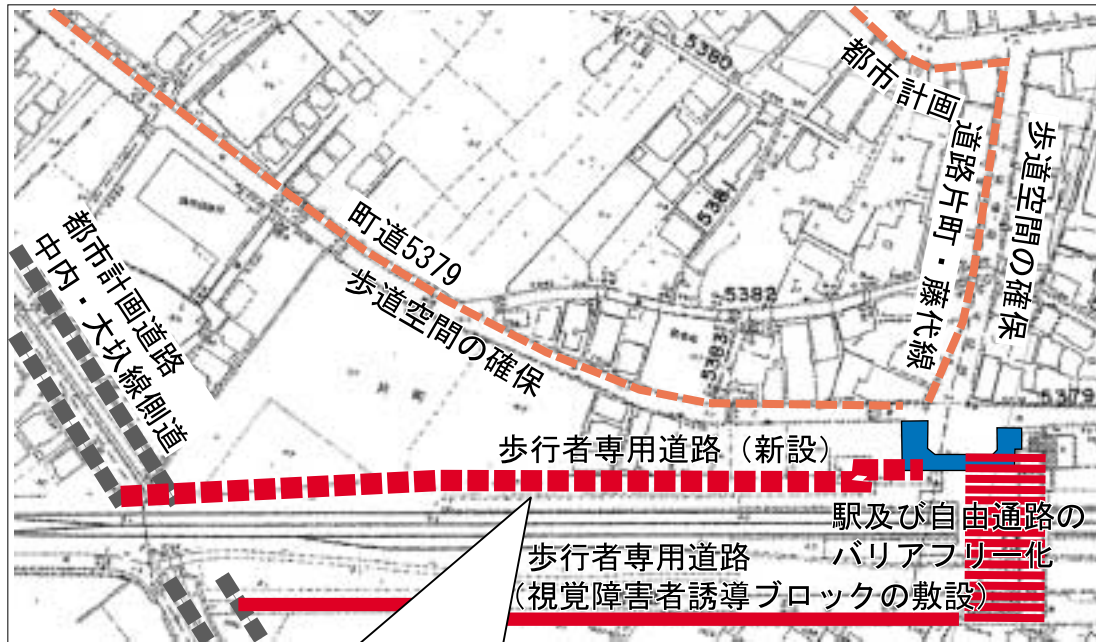 5380
都市計画
道路片町・藤代線
歩道空間の確保
5381
町道5379
歩道空間の確保
5382
5383
5379
都市計画道路
中内・大圦線側道
片町
歩行者専用道路（新設）
駅及び自由通路の
バリアフリー化
歩行者専用道路
（視覚障害者誘導ブロックの敷設）